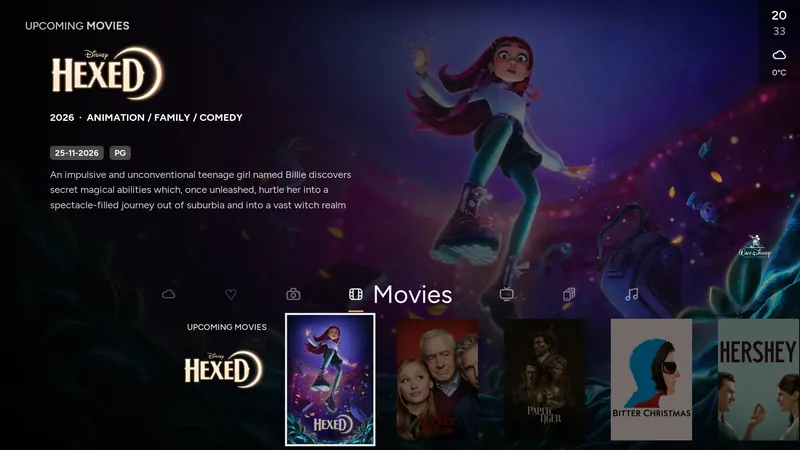 UPCOMING MOVIES
20
33
0°C
Disney
HEXED
2026 · ANIMATION / FAMILY / COMEDY
25-11-2026 PG
An impulsive and unconventional teenage girl named Billie discovers
secret magical abilities which, once unleashed, hurtle her into a
spectacle-filled journey out of suburbia and into a vast witch realm
Walt Disney
Movies
UPCOMING MOVIES
Disney
HEXED
HEXED
PAPER
TIGER
BITTER CHRISTMAS
HERSHEY